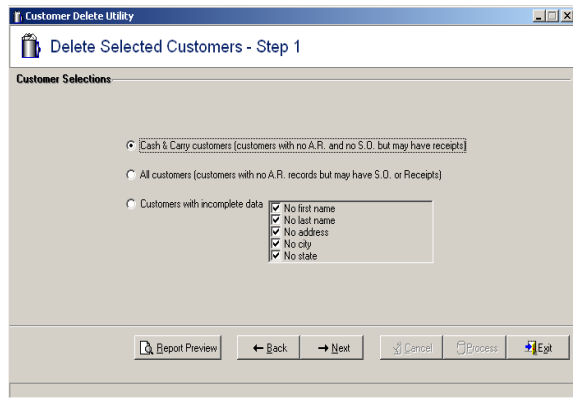 Customer Delete Utility
Delete Selected Customers - Step 1
Customer Selections
Cash & Carry customers (customers with no A.R. and no S.O. but may have receipts)
All customers (customers with no A.R. records but may have S.O. or Receipts)
Customers with incomplete data
No first name
No last name
No address
No city
No state
Report Preview
Back
Next
Cancel
Process
Exit